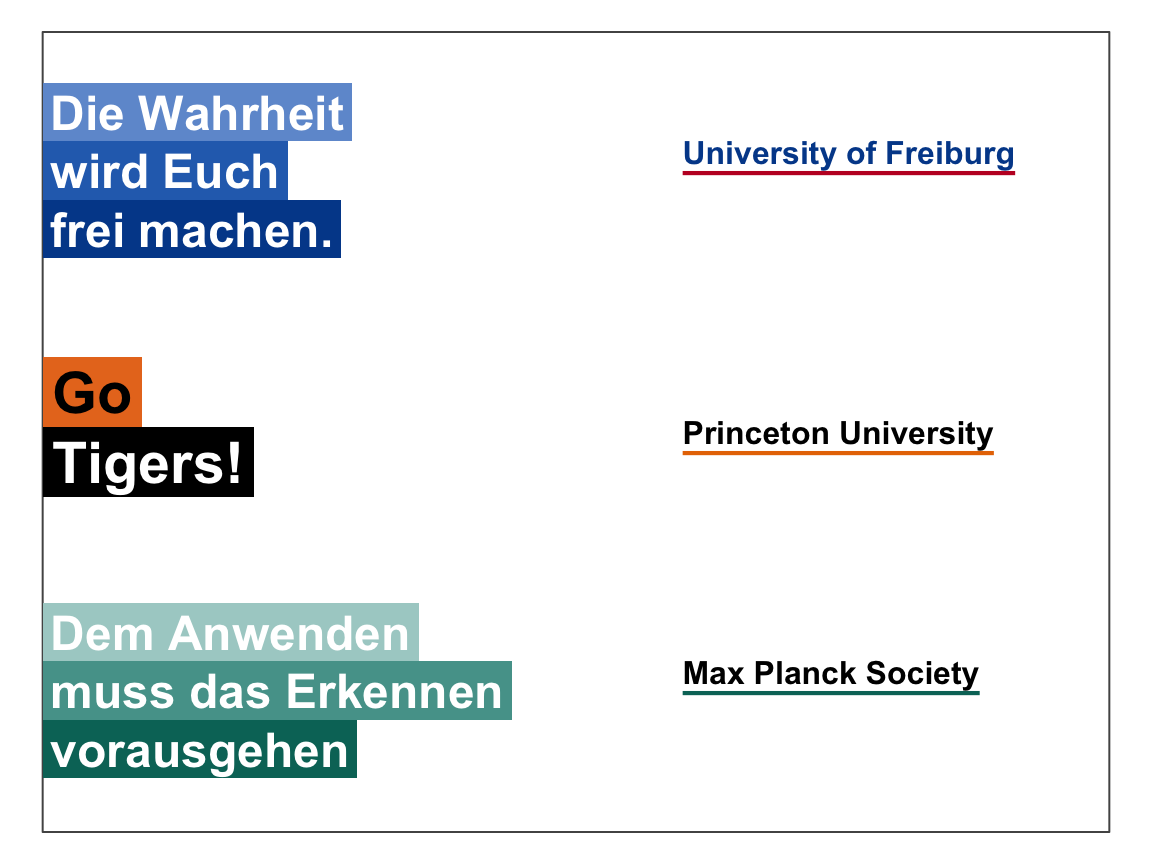 Die Wahrheit
wird Euch
frei machen.
University of Freiburg
Go
Tigers!
Princeton University
Dem Anwenden
muss das Erkennen
vorausgehen
Max Planck Society